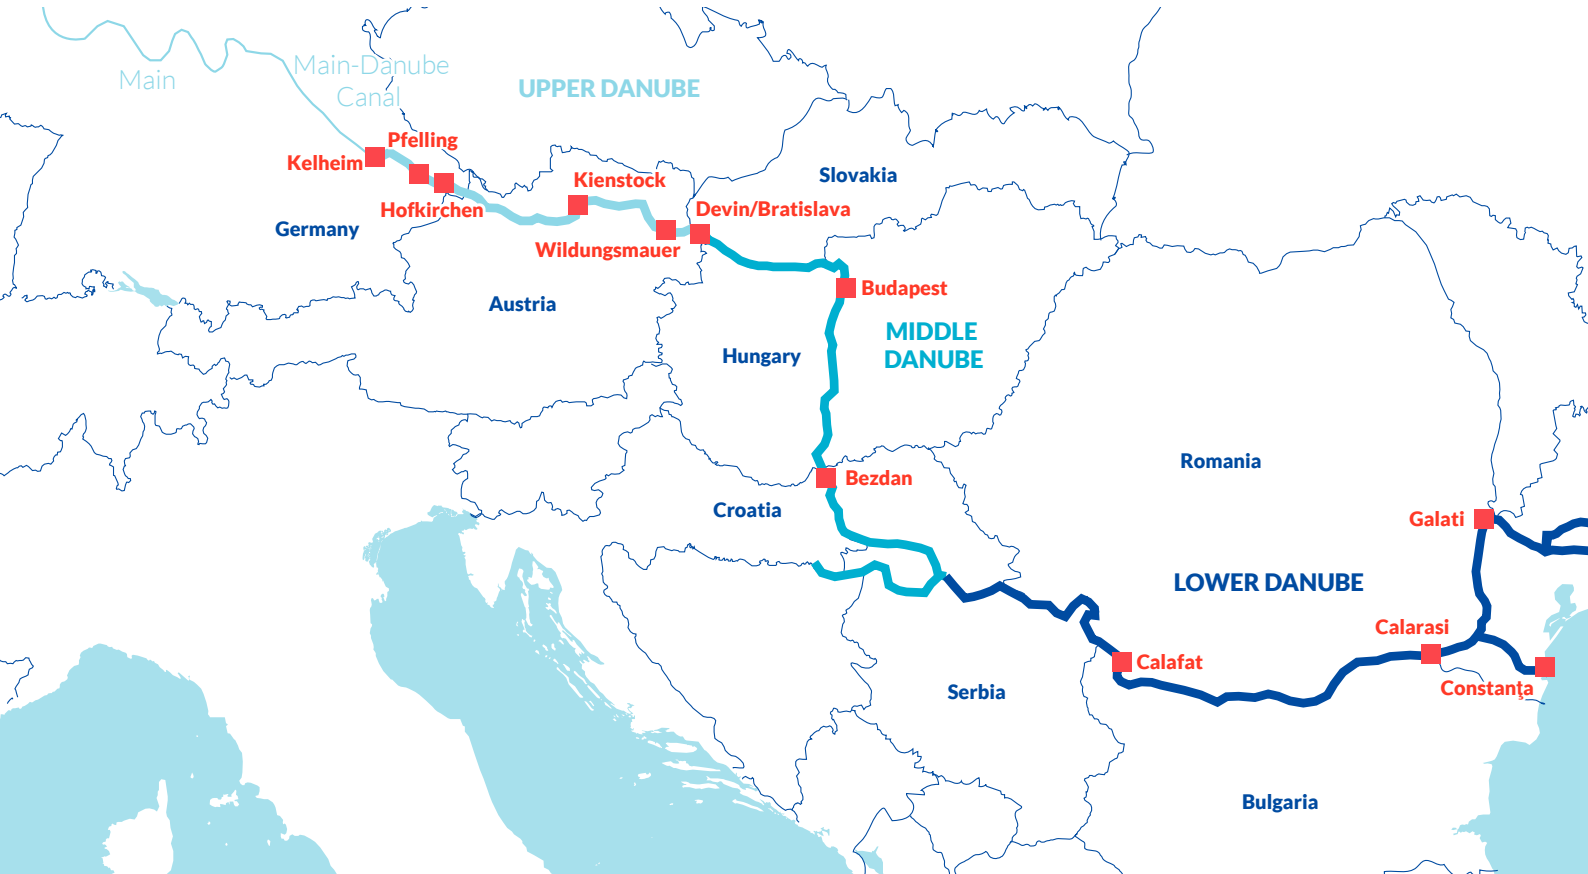 Main
Main-Danube
Canal
UPPER DANUBE
Pfelling
Kelheim
Hofkirchen
Kienstock
Slovakia
Devin/Bratislava
Germany
Wildungsmauer
Austria
Budapest
MIDDLE
DANUBE
Hungary
Romania
Bezdan
Croatia
Galati
LOWER DANUBE
Calarasi
Calafat
Serbia
Constanţa
Bulgaria